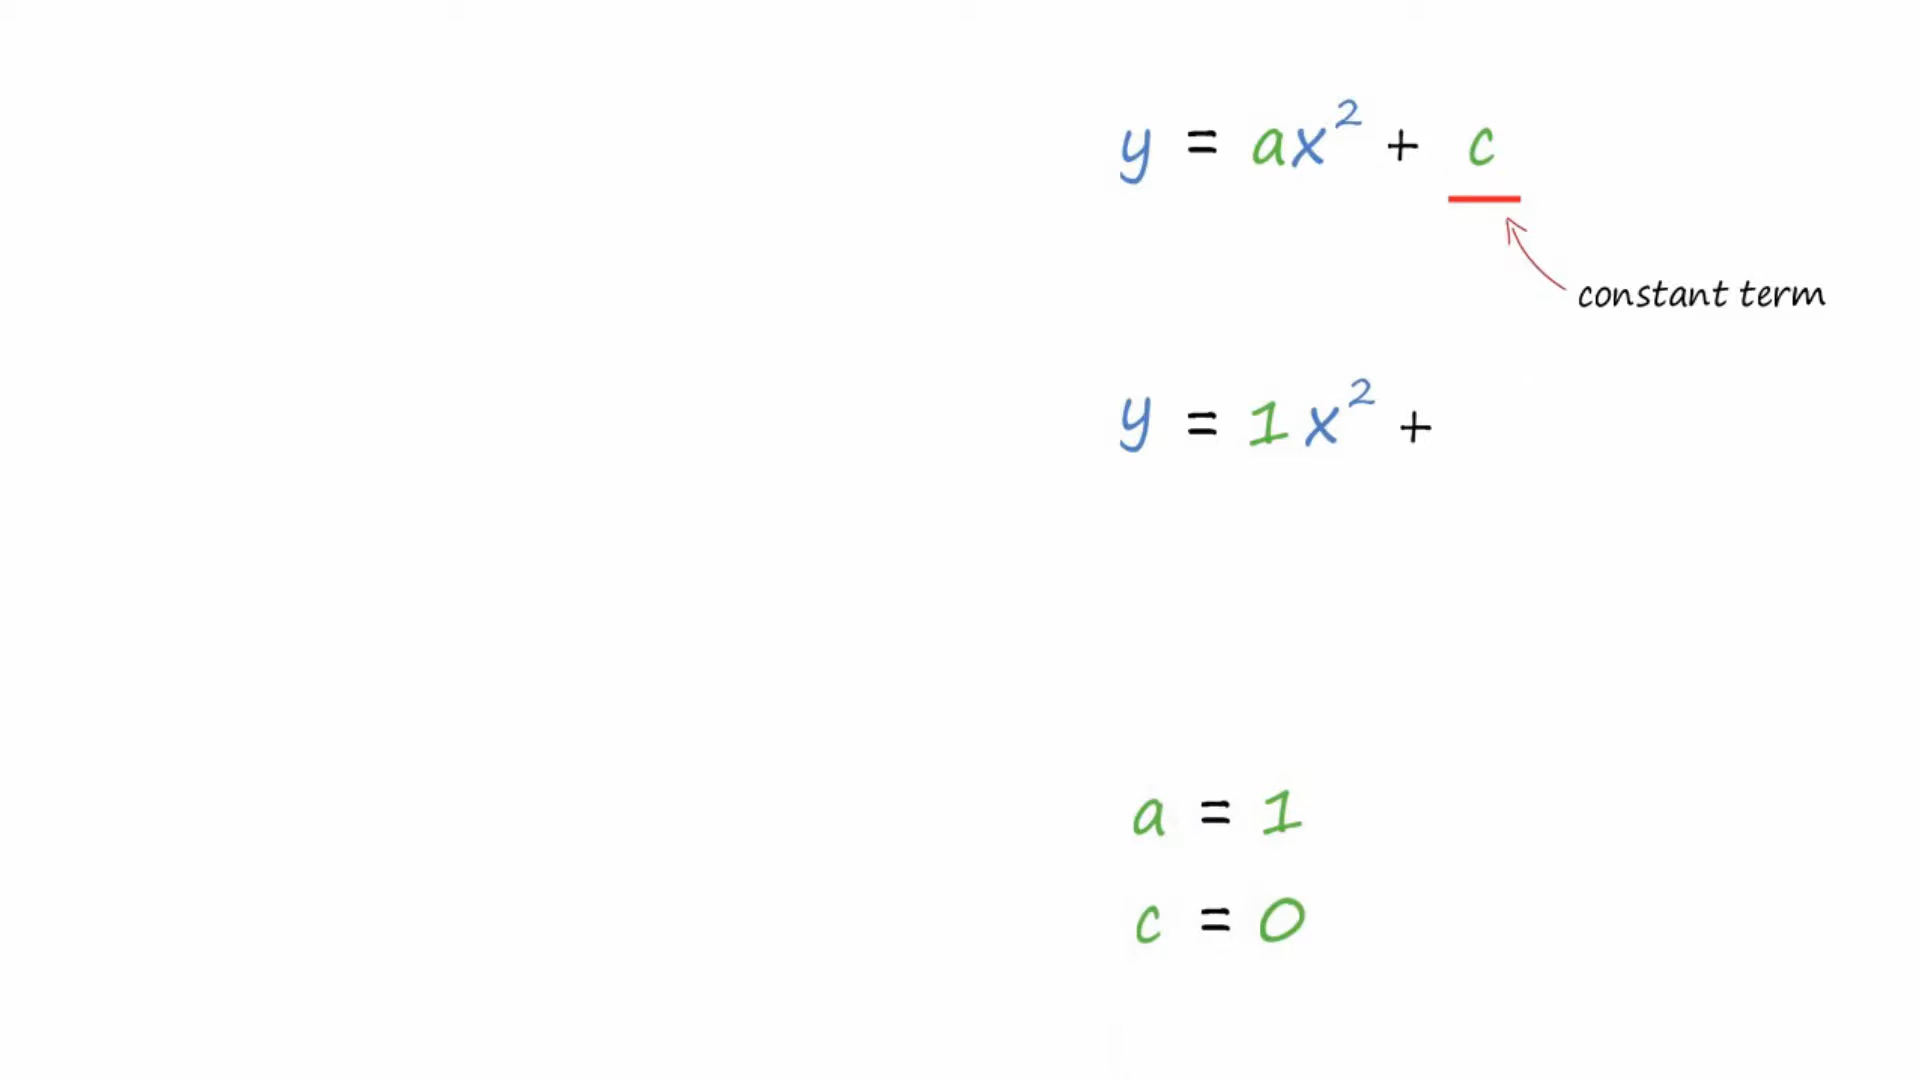 y = ax² + c
constant term
y = 1x² +
a = 1
c = 0